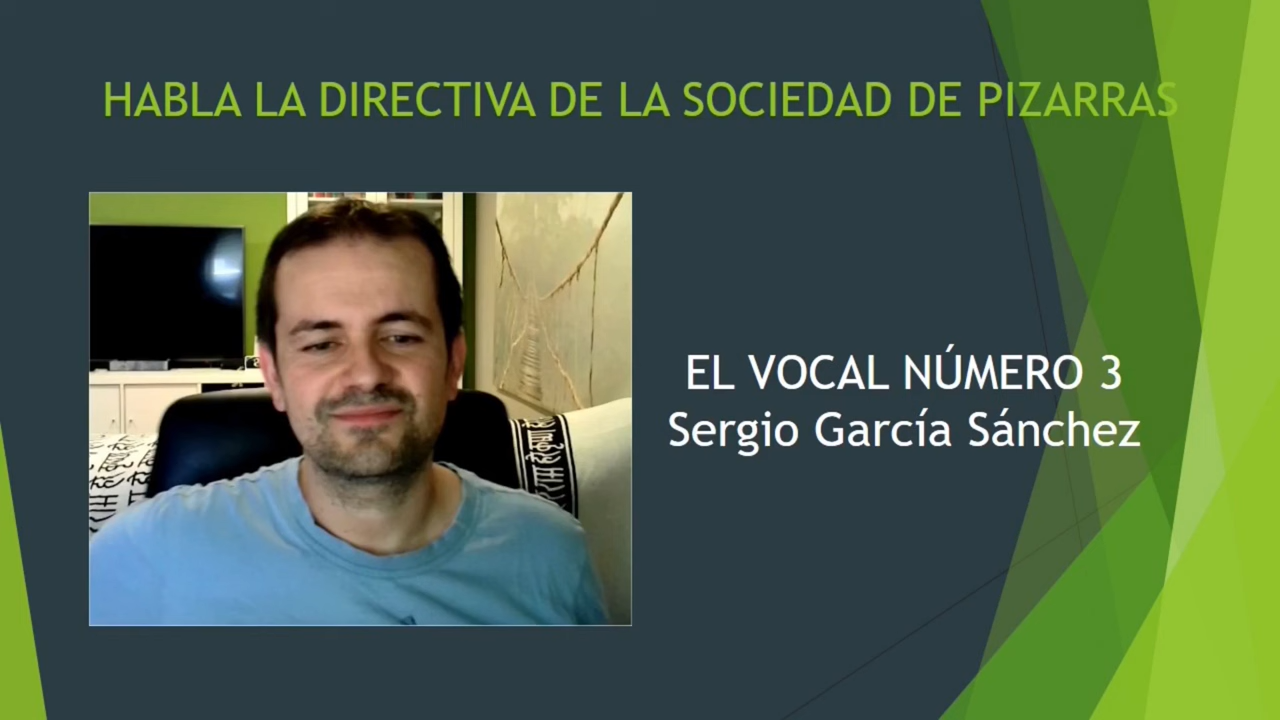 HABLA LA DIRECTIVA DE LA SOCIEDAD DE PIZARRAS
EL VOCAL NÚMERO 3
Sergio García Sánchez